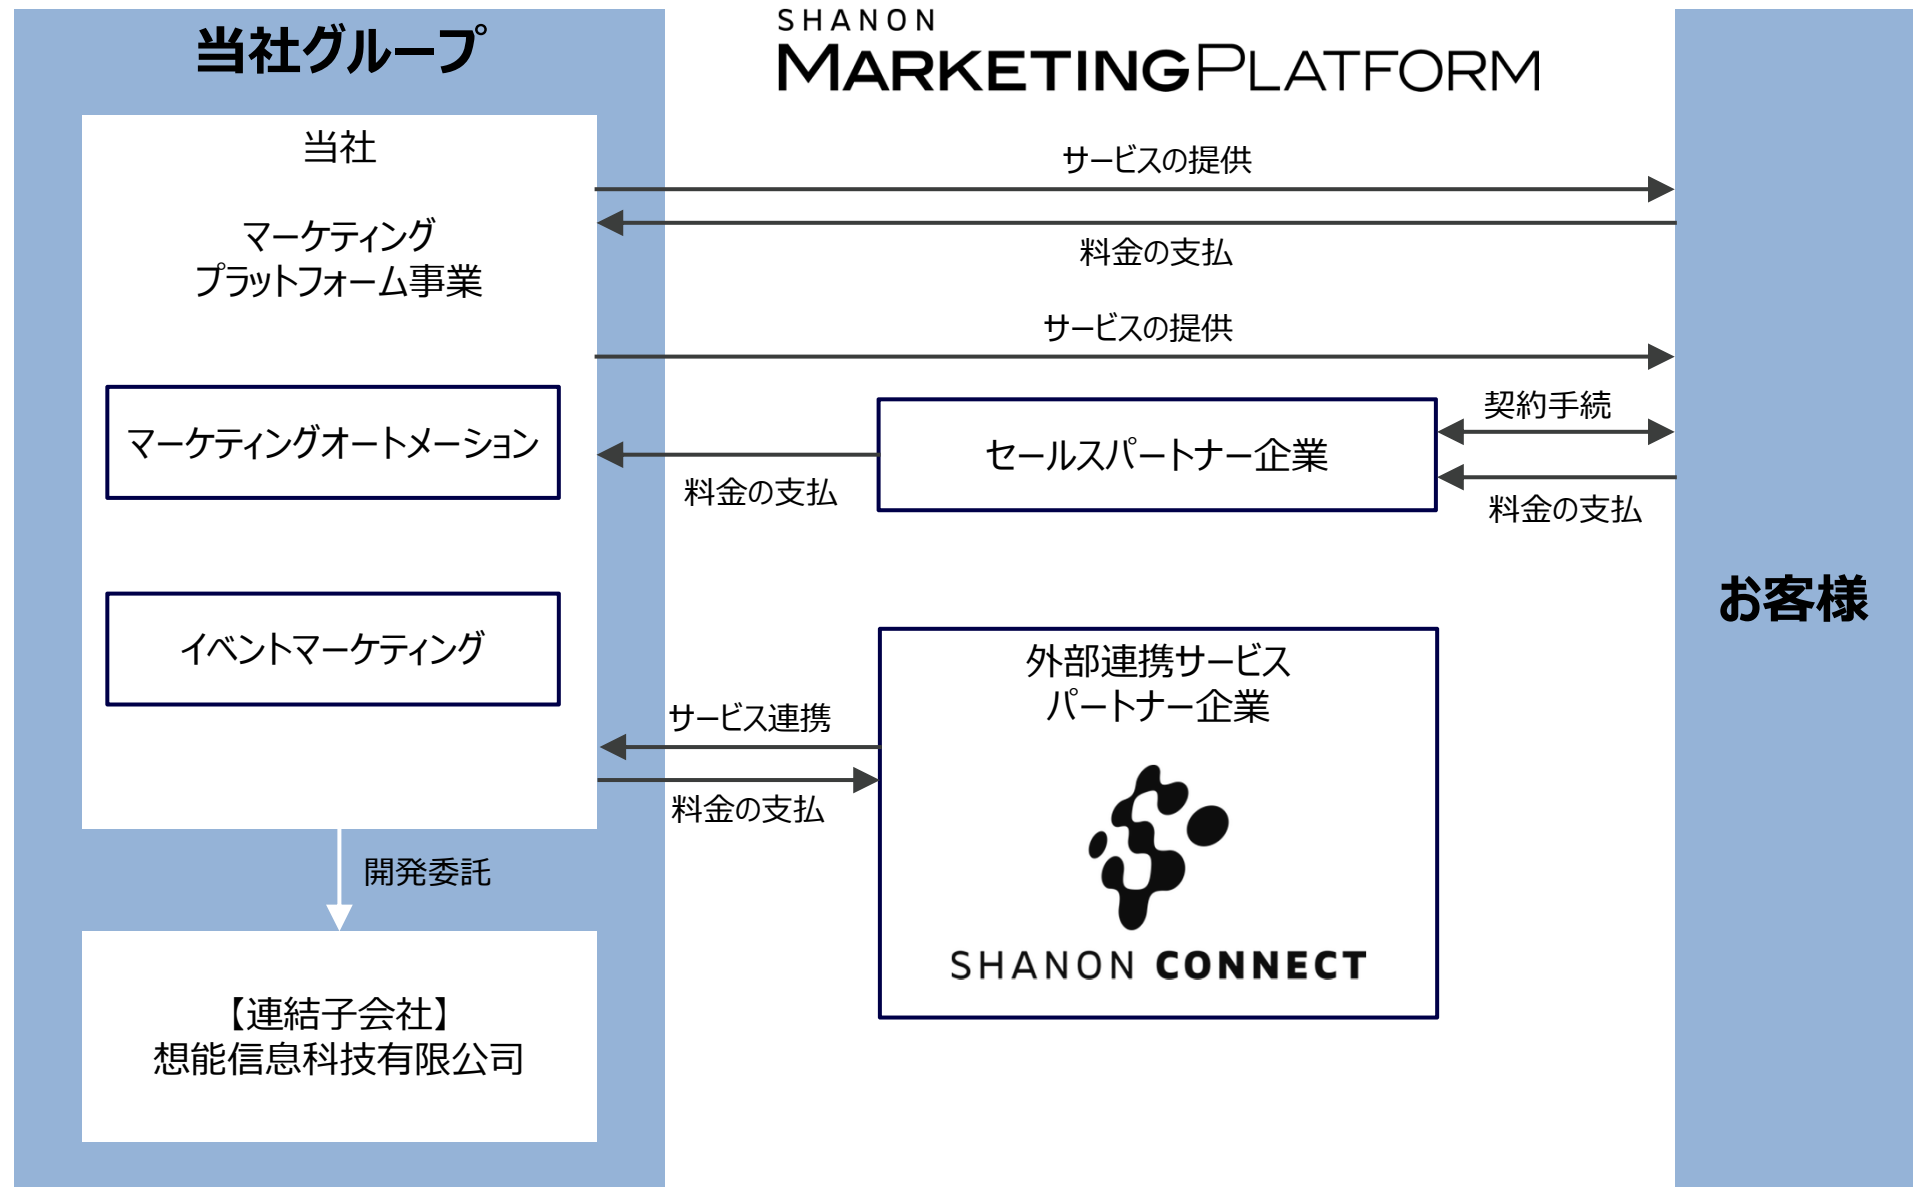 当社グループ
SHANON
MARKETINGPLATFORM
当社
マーケティング
プラットフォーム事業
マーケティングオートメーション
イベントマーケティング
サービスの提供
料金の支払
サービスの提供
セールスパートナー企業
契約手続
料金の支払
料金の支払
お客様
外部連携サービス
パートナー企業
SHANON CONNECT
サービス連携
料金の支払
開発委託
【連結子会社】
想能信息科技有限公司